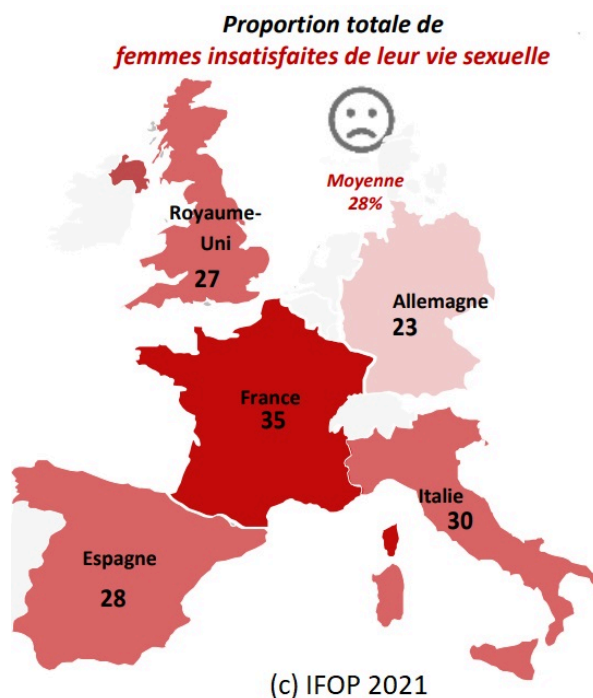 Proportion totale de
femmes insatisfaites de leur vie sexuelle
Moyenne
28%
Royaume-
Uni
27
Allemagne
23
France
35
Italie
30
Espagne
28
(c) IFOP 2021